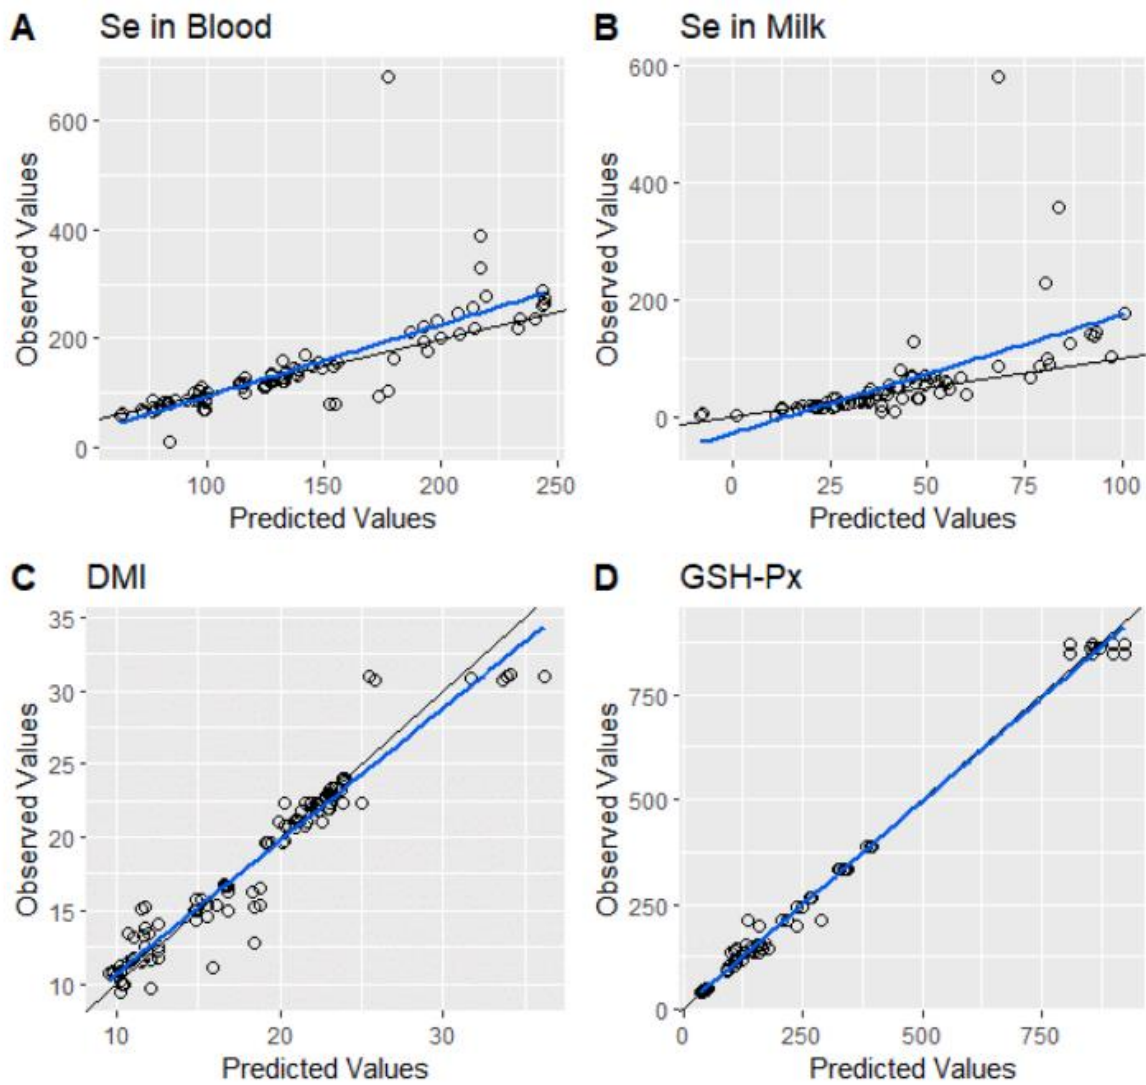 A Se in Blood
Observed Values
600
400
200
0
100 150 200 250
Predicted Values
B Se in Milk
Observed Values
600
400
200
0
0 25 50 75 100
Predicted Values
C DMI
Observed Values
35
30
25
20
15
10
10 20 30
Predicted Values
D GSH-Px
Observed Values
750
500
250
0
0 250 500 750
Predicted Values